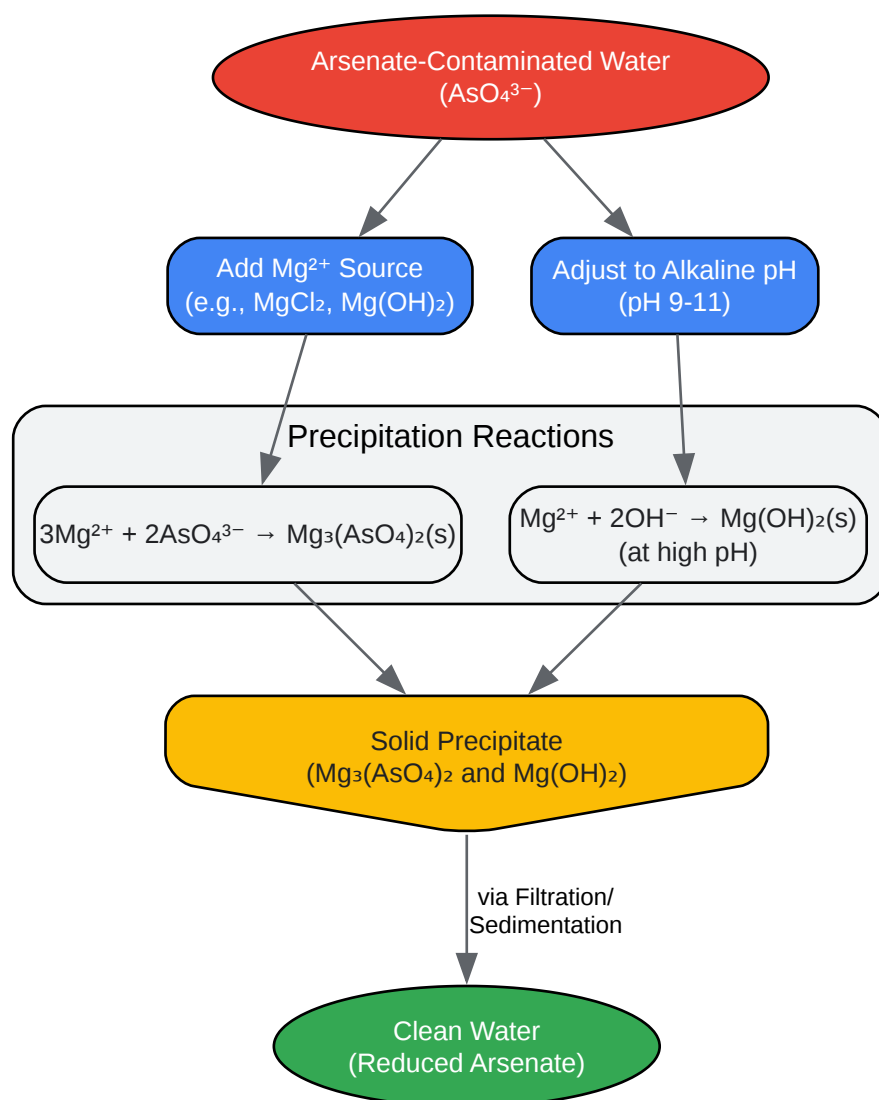 Arsenate-Contaminated Water
(AsO₄³⁻)
Add Mg²⁺ Source
(e.g., MgCl₂, Mg(OH)₂)
Adjust to Alkaline pH
(pH 9-11)
Precipitation Reactions
3Mg²⁺ + 2AsO₄³⁻ → Mg₃(AsO₄)₂(s)
Mg²⁺ + 2OH⁻ → Mg(OH)₂(s)
(at high pH)
Solid Precipitate
(Mg₃(AsO₄)₂ and Mg(OH)₂)
via Filtration/
Sedimentation
Clean Water
(Reduced Arsenate)